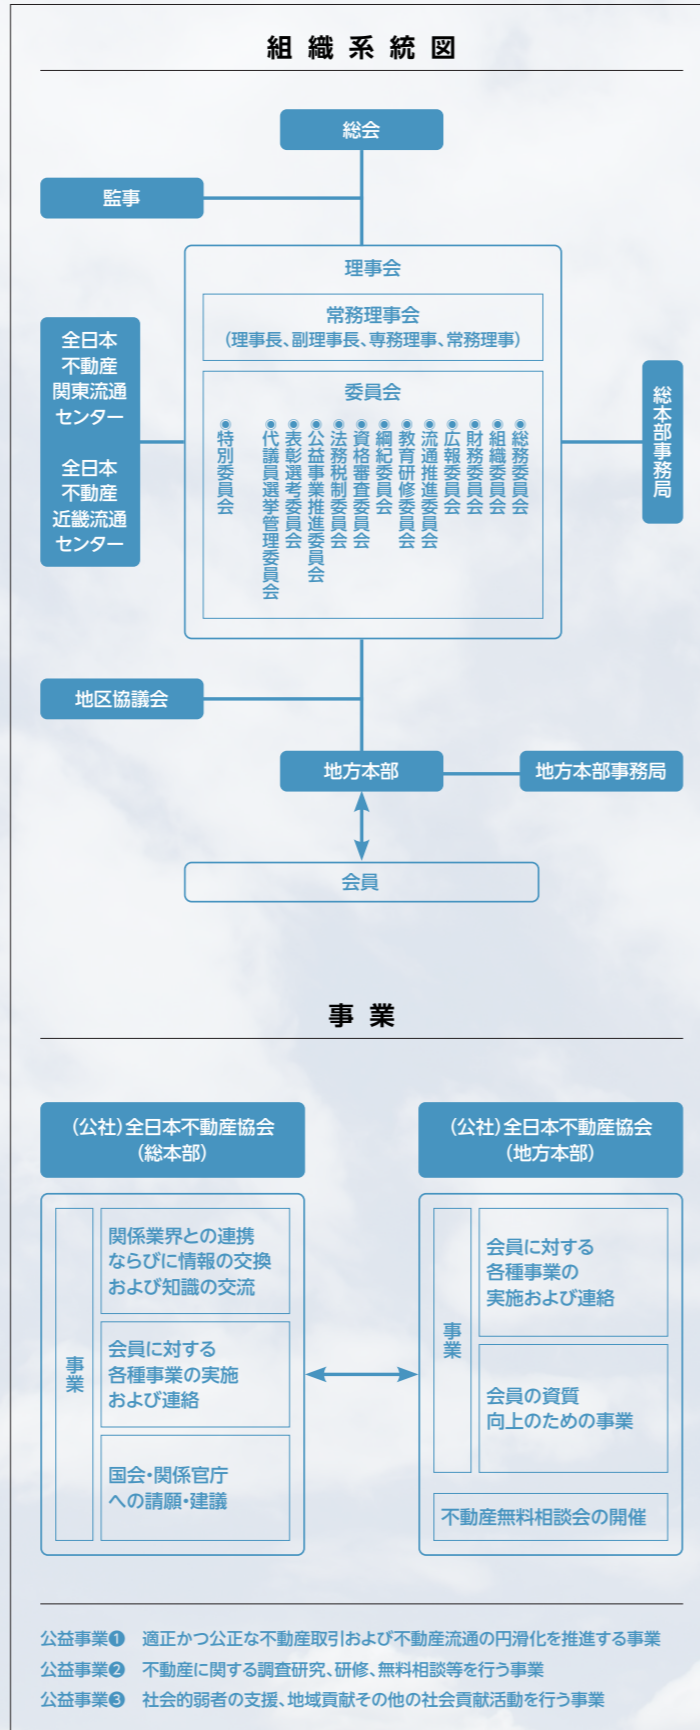 組織系統図
総会
監事
理事会
常務理事会
(理事長、副理事長、専務理事、常務理事)
委員会
◉総務委員会
◉組織委員会
◉財務委員会
◉広報委員会
◉流通推進委員会
◉教育研修委員会
◉綱紀委員会
◉資格審査委員会
◉法務税制委員会
◉公益事業推進委員会
◉表彰選考委員会
◉代議員選挙管理委員会
◉特別委員会
全日本
不動産
関東流通
センター
全日本
不動産
近畿流通
センター
総本部事務局
地区協議会
地方本部
地方本部事務局
会員
事業
(公社)全日本不動産協会
(総本部)
事業
関係業界との連携
ならびに情報の交換
および知識の交流
会員に対する
各種事業の実施
および連絡
国会・関係官庁
への請願・建議
(公社)全日本不動産協会
(地方本部)
事業
会員に対する
各種事業の
実施および連絡
会員の資質
向上のための事業
不動産無料相談会の開催
公益事業❶ 適正かつ公正な不動産取引および不動産流通の円滑化を推進する事業
公益事業❷ 不動産に関する調査研究、研修、無料相談等を行う事業
公益事業❸ 社会的弱者の支援、地域貢献その他の社会貢献活動を行う事業